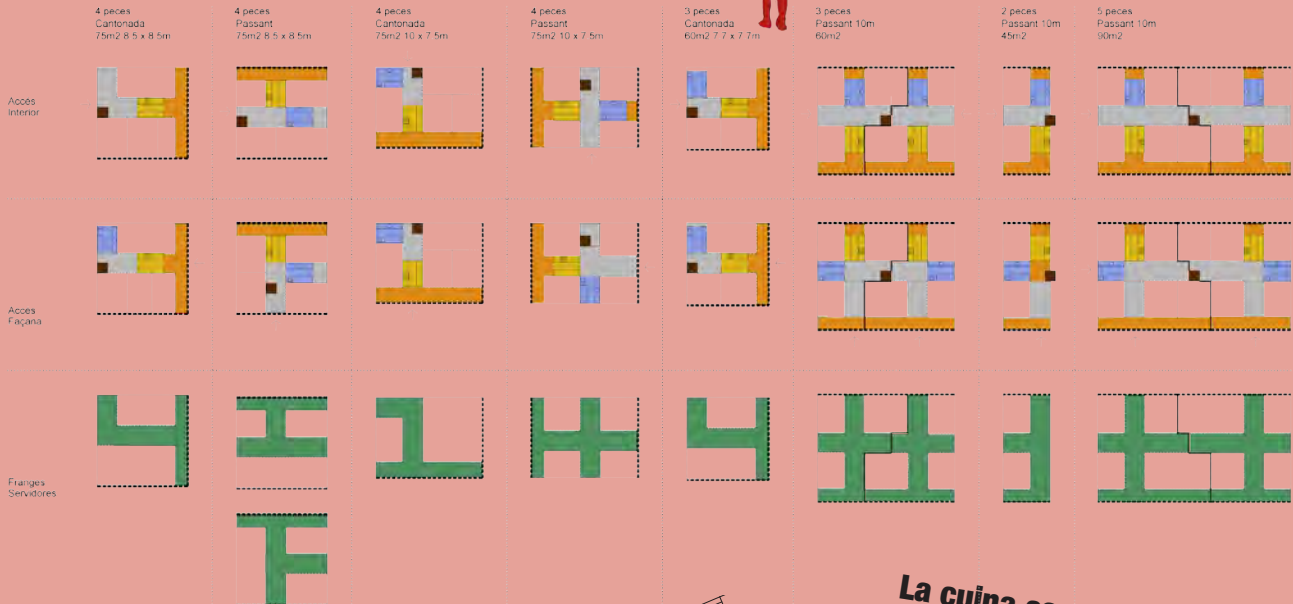 4 peces
Cantonada
75m2 8.5 x 8.5m
4 peces
Passant
75m2 8.5 x 8.5m
4 peces
Cantonada
75m2 10 x 7.5m
4 peces
Passant
75m2 10 x 7.5m
3 peces
Cantonada
60m2 7.7 x 7.7m
3 peces
Passant 10m
60m2
2 peces
Passant 10m
45m2
5 peces
Passant 10m
90m2
Accés
Interior
Accés
Façana
Franges
Servidores
La cuina